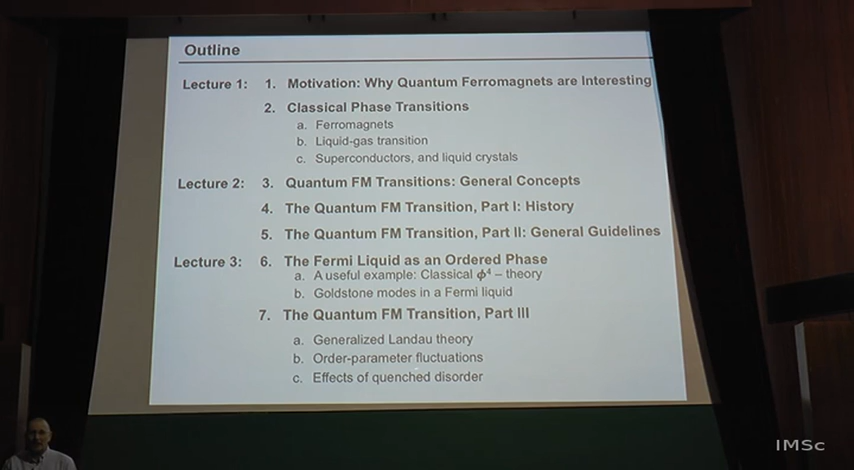 Outline
Lecture 1: 1. Motivation: Why Quantum Ferromagnets are Interesting
2. Classical Phase Transitions
a. Ferromagnets
b. Liquid-gas transition
c. Superconductors, and liquid crystals
Lecture 2: 3. Quantum FM Transitions: General Concepts
4. The Quantum FM Transition, Part I: History
5. The Quantum FM Transition, Part II: General Guidelines
Lecture 3: 6. The Fermi Liquid as an Ordered Phase
a. A useful example: Classical ϕ⁴ – theory
b. Goldstone modes in a Fermi liquid
7. The Quantum FM Transition, Part III
a. Generalized Landau theory
b. Order-parameter fluctuations
c. Effects of quenched disorder
IMSc